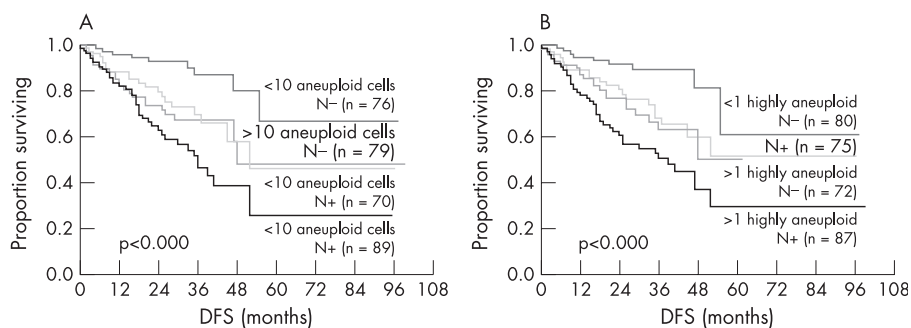 A
Proportion surviving
1.0
0.8
0.6
0.4
0.2
0.0
<10 aneuploid cells
N– (n = 76)
>10 aneuploid cells
N– (n = 79)
<10 aneuploid cells
N+ (n = 70)
<10 aneuploid cells
N+ (n = 89)
p<0.000
0 12 24 36 48 60 72 84 96 108
DFS (months)
B
Proportion surviving
1.0
0.8
0.6
0.4
0.2
0.0
<1 highly aneuploid
N– (n = 80)
N+ (n = 75)
>1 highly aneuploid
N– (n = 72)
>1 highly aneuploid
N+ (n = 87)
p<0.000
0 12 24 36 48 60 72 84 96 108
DFS (months)